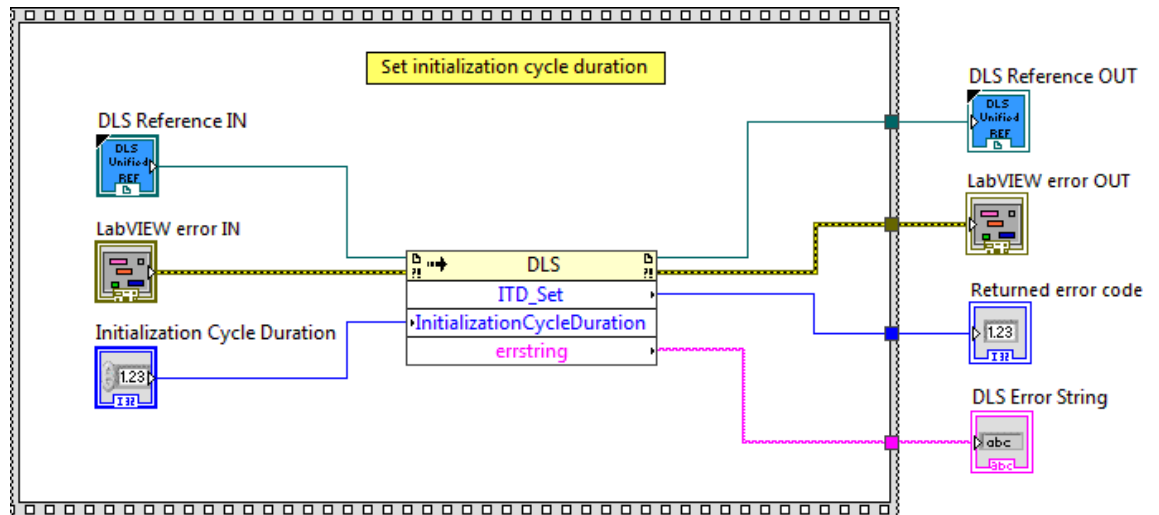 Set initialization cycle duration
DLS Reference IN
DLS
Unified
REF
LabVIEW error IN
?!
Initialization Cycle Duration
1.23
I32
?!
DLS
?!
ITD_Set
InitializationCycleDuration
errstring
DLS Reference OUT
DLS
Unified
REF
LabVIEW error OUT
?!
Returned error code
1.23
I32
DLS Error String
abc
abc